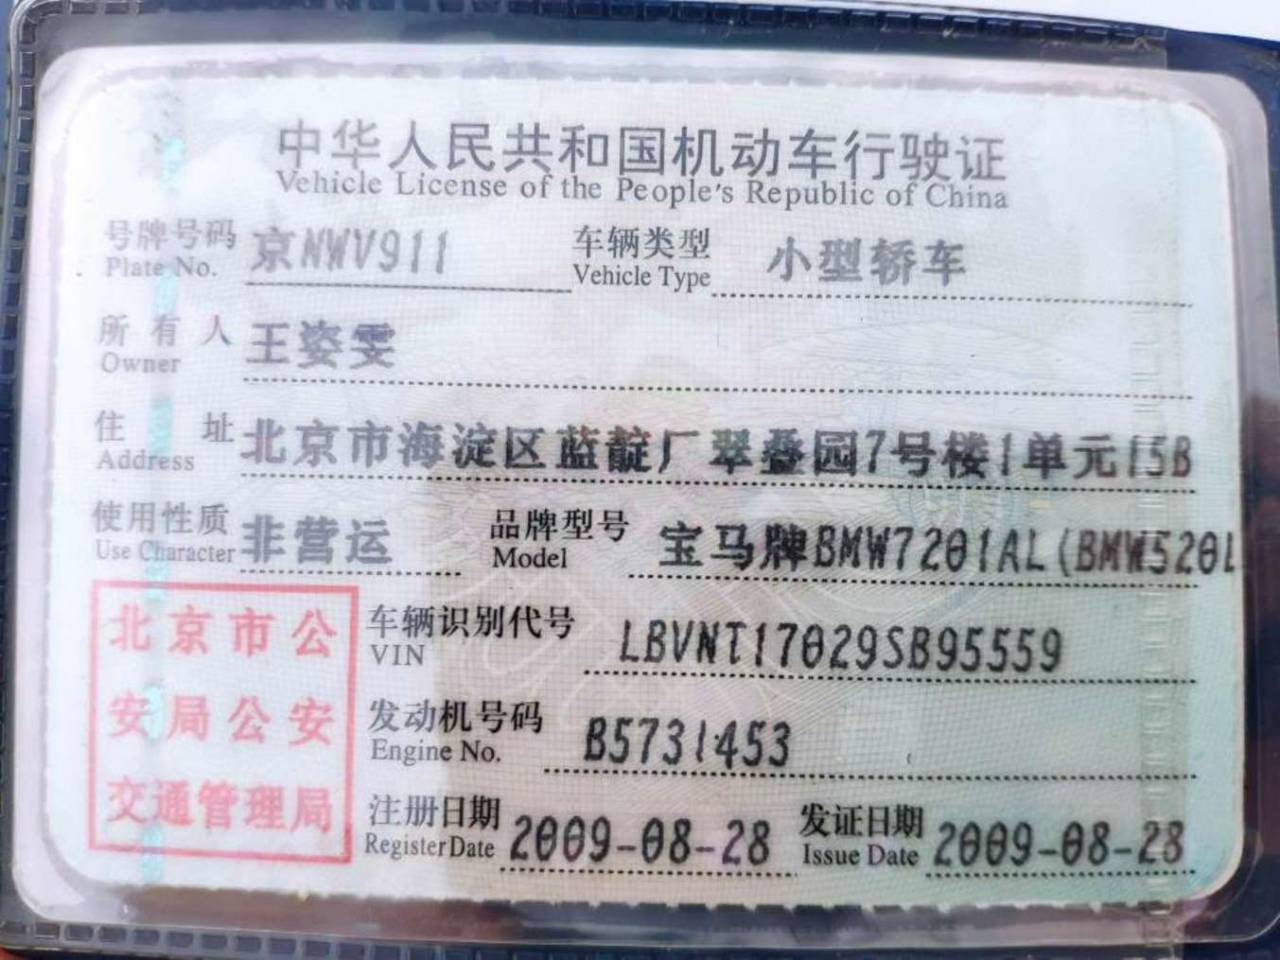 中华人民共和国机动车行驶证
Vehicle License of the People's Republic of China
号牌号码 京NWV911 车辆类型 小型轿车
Plate No. Vehicle Type
所有人 王姿雯
Owner
住址 北京市海淀区蓝靛厂翠叠园7号楼1单元15B
Address
使用性质 非营运 品牌型号 宝马牌BMW7201AL(BMW520L
Use Character Model
北京市公
安局公安
交通管理局
车辆识别代号 LBVNT17029SB95559
VIN
发动机号码 B5731453
Engine No.
注册日期 2009-08-28 发证日期 2009-08-28
Register Date Issue Date